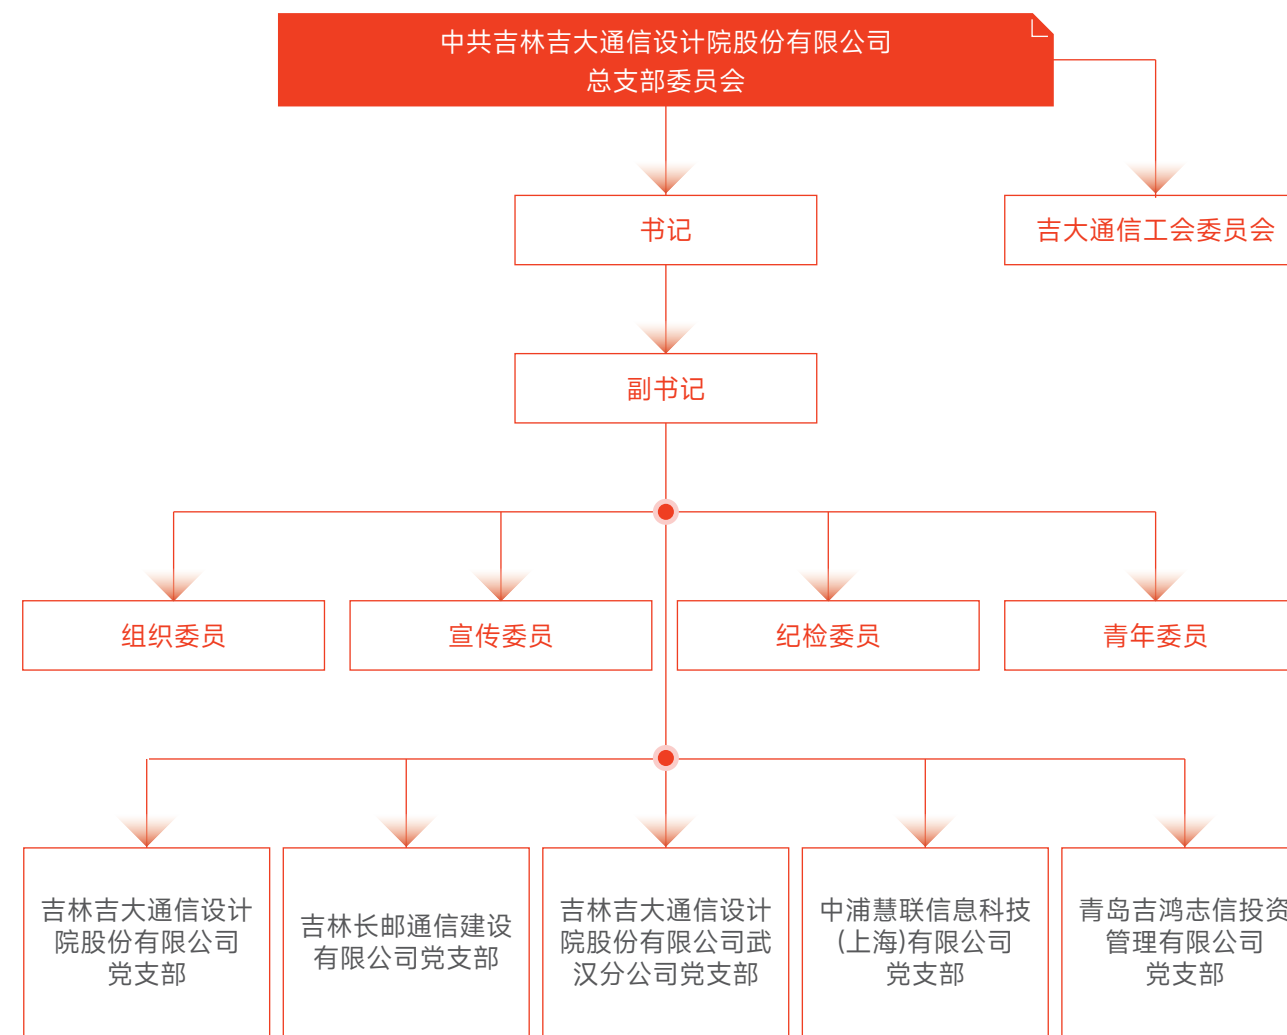 中共吉林吉大通信设计院股份有限公司
总支部委员会
书记
吉大通信工会委员会
副书记
组织委员
宣传委员
纪检委员
青年委员
吉林吉大通信设计
院股份有限公司
党支部
吉林长邮通信建设
有限公司党支部
吉林吉大通信设计
院股份有限公司武
汉分公司党支部
中浦慧联信息科技
(上海)有限公司
党支部
青岛吉鸿志信投资
管理有限公司
党支部